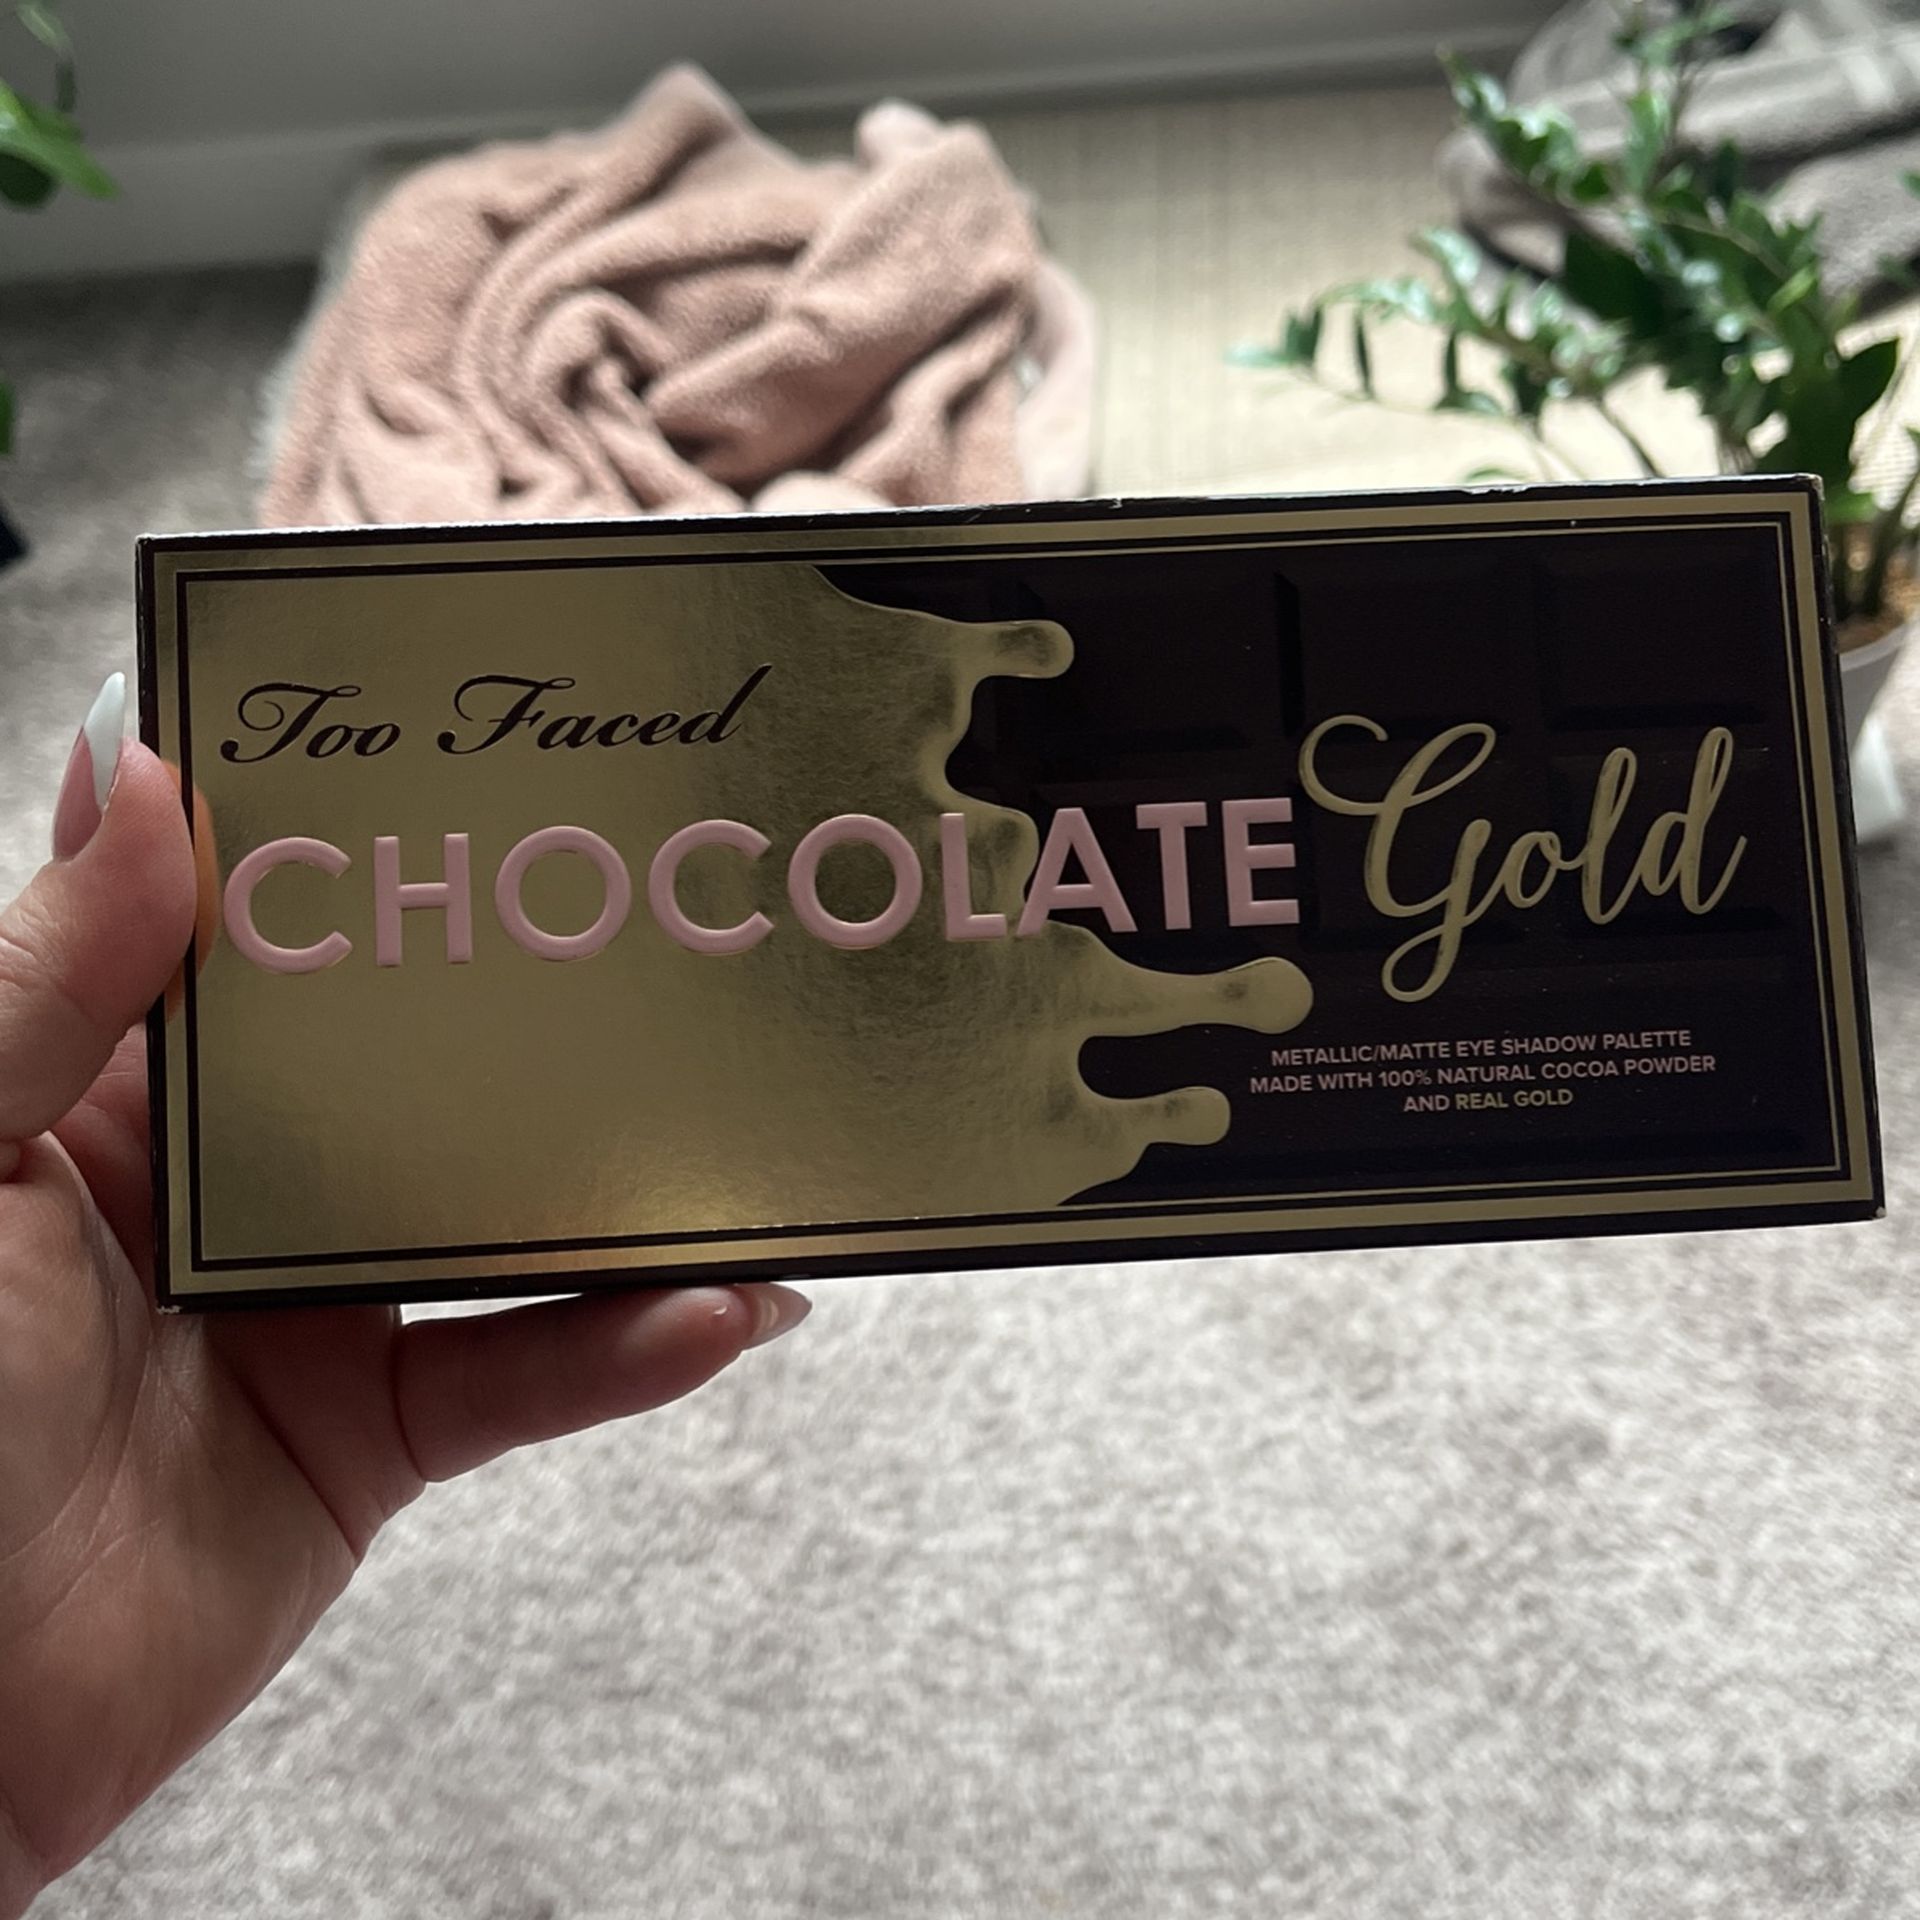 Too Faced
CHOCOLATE Gold
METALLIC/MATTE EYE SHADOW PALETTE
MADE WITH 100% NATURAL COCOA POWDER
AND REAL GOLD